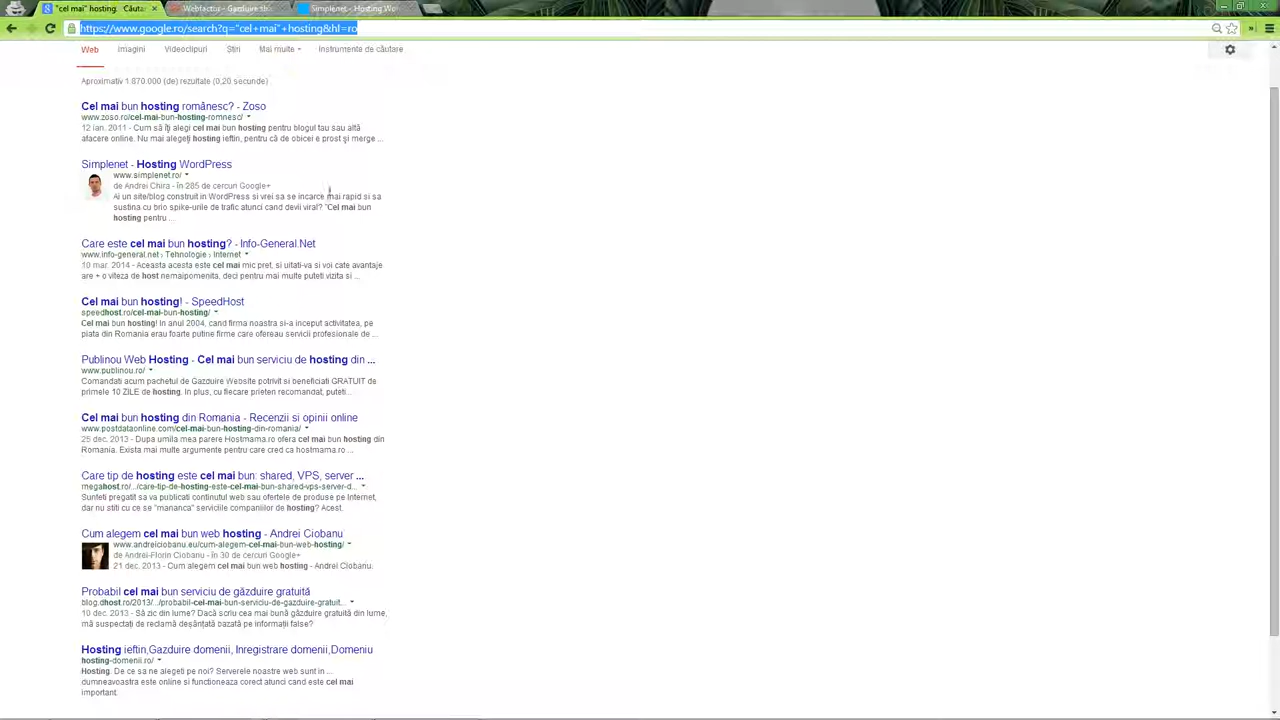 "cel mai" hosting. Căuta
Webfactor - Gazduire
Simplenet - Hosting Wo
https://www.google.ro/search?q="cel+mai"+hosting&hl=ro
Web Imagini Videoclipuri Știri Mai multe Instrumente de căutare
Aproximativ 1.870.000 (de) rezultate (0,20 secunde)
Cel mai bun hosting românesc? - Zoso
www.zoso.ro/cel-mai-bun-hosting-romnesc/
12 ian. 2011 - Cum să îți alegi cel mai bun hosting pentru blogul tau sau altă
afacere online. Nu mai alegeți hosting ieftin, pentru că de obicei e prost și merge ...
Simplenet - Hosting WordPress
www.simplenet.ro/
de Andrei Chira - în 285 de cercuri Google+
Ai un site/blog construit in WordPress si vrei sa se incarce mai rapid si sa
sustina cu brio spike-urile de trafic atunci cand devii viral? "Cel mai bun
hosting pentru ...
Care este cel mai bun hosting? - Info-General.Net
www.info-general.net › Tehnologie › Internet
10 mar. 2014 - Aceasta acesta este cel mai mic pret, si uitati-va si voi cate avantaje
are + o viteza de host nemaipomenita, deci pentru mai multe puteti vizita si ...
Cel mai bun hosting! - SpeedHost
speedhost.ro/cel-mai-bun-hosting/
Cel mai bun hosting! In anul 2004, cand firma noastra si-a inceput activitatea, pe
piata din Romania erau foarte putine firme care ofereau servicii profesionale de ...
Publinou Web Hosting - Cel mai bun serviciu de hosting din ...
www.publinou.ro/
Comandati acum pachetul de Gazduire Website potrivit si beneficiati GRATUIT de
primele 10 ZILE de hosting. In plus, cu fiecare prieten recomandat, puteti...
Cel mai bun hosting din Romania - Recenzii si opinii online
www.postdataonline.com/cel-mai-bun-hosting-din-romania/
25 dec. 2013 - Dupa umila mea parere Hostmama.ro ofera cel mai bun hosting din
Romania. Exista mai multe argumente pentru care cred ca hostmama.ro ...
Care tip de hosting este cel mai bun: shared, VPS, server ...
megahost.ro/.../care-tip-de-hosting-este-cel-mai-bun-shared-vps-server-d...
Sunteti pregatit sa va publicati continutul web sau ofertele de produse pe Internet,
dar nu stiti cu ce se "mananca" serviciile companiilor de hosting? Acest.
Cum alegem cel mai bun web hosting - Andrei Ciobanu
www.andreiciobanu.eu/cum-alegem-cel-mai-bun-web-hosting/
de Andrei-Florin Ciobanu - în 30 de cercuri Google+
21 dec. 2013 - Cum alegem cel mai bun web hosting - Andrei Ciobanu.
Probabil cel mai bun serviciu de găzduire gratuită
blog.dhost.ro/2013/.../probabil-cel-mai-bun-serviciu-de-gazduire-gratuit...
10 dec. 2013 - Să zic din lume? Dacă scriu cea mai bună găzduire gratuită din lume,
mă suspectați de reclamă deșănțată bazată pe informații false?
Hosting ieftin,Gazduire domenii, Inregistrare domenii,Domeniu
hosting-domenii.ro/
Hosting. De ce sa ne alegeti pe noi? Serverele noastre web sunt in ...
dumneavoastra este online si functioneaza corect atunci cand este cel mai
important.